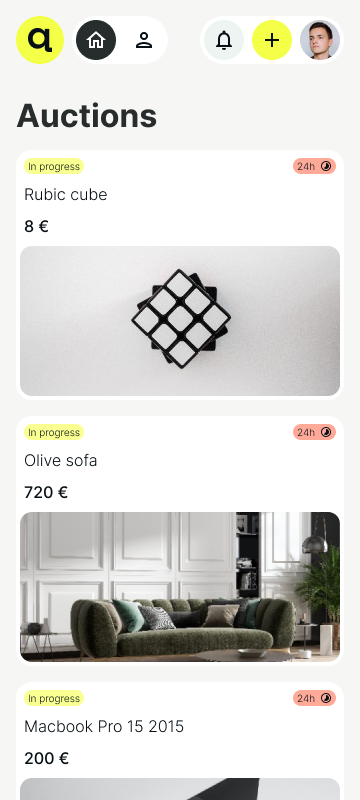 a
Auctions
In progress 24h
Rubic cube
8 €
In progress 24h
Olive sofa
720 €
In progress 24h
Macbook Pro 15 2015
200 €